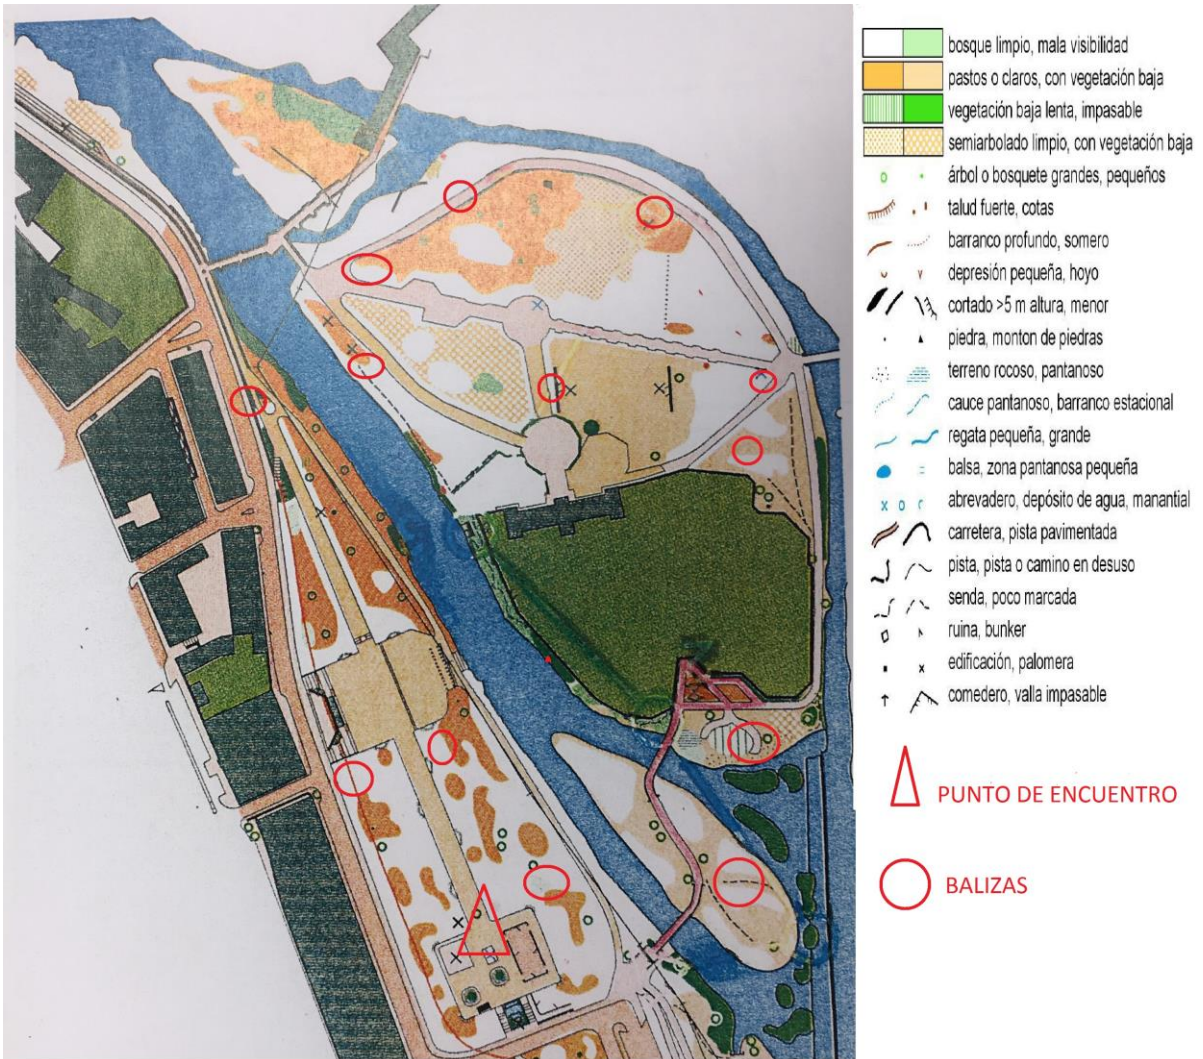 bosque limpio, mala visibilidad
pastos o claros, con vegetación baja
vegetación baja lenta, impasable
semiarbolado limpio, con vegetación baja
árbol o bosquete grandes, pequeños
talud fuerte, cotas
barranco profundo, somero
depresión pequeña, hoyo
cortado >5 m altura, menor
piedra, monton de piedras
terreno rocoso, pantanoso
cauce pantanoso, barranco estacional
regata pequeña, grande
balsa, zona pantanosa pequeña
abrevadero, depósito de agua, manantial
carretera, pista pavimentada
pista, pista o camino en desuso
senda, poco marcada
ruina, bunker
edificación, palomera
comedero, valla impasable
PUNTO DE ENCUENTRO
BALIZAS